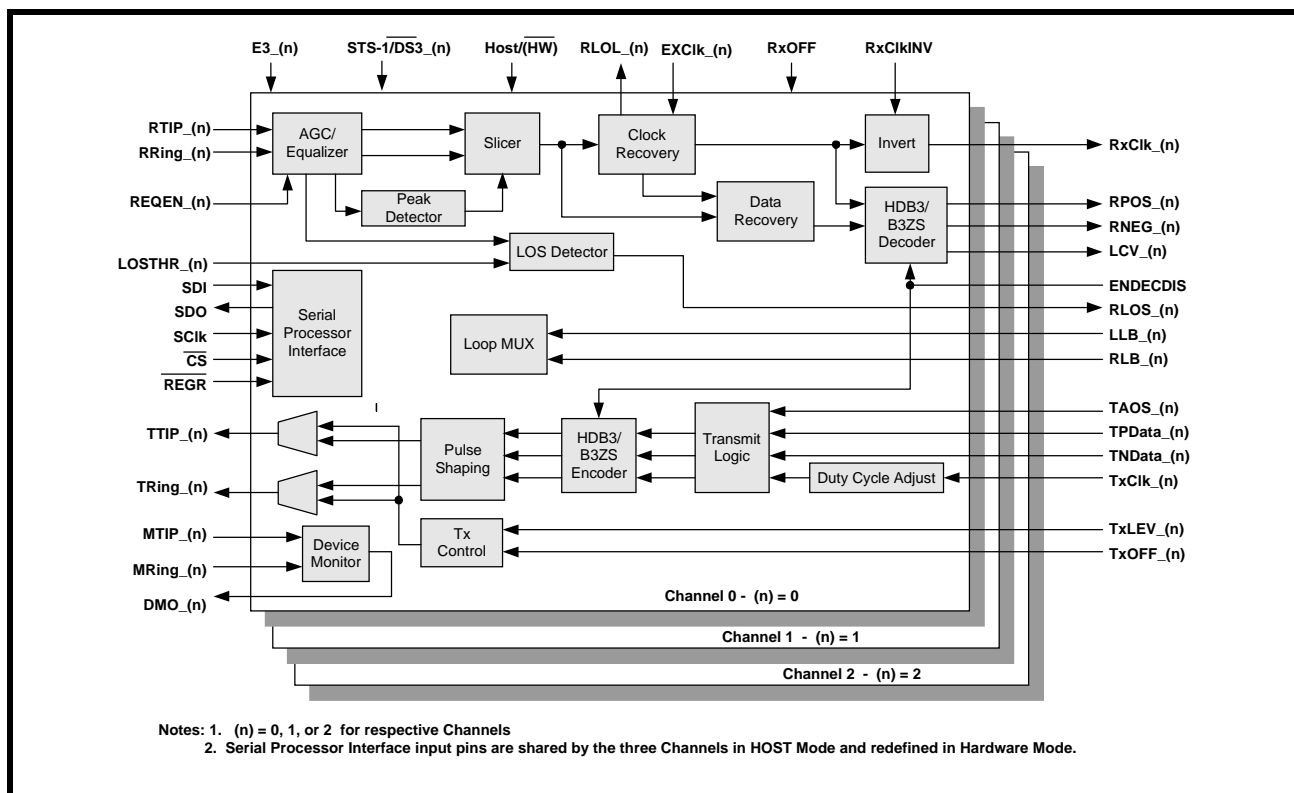 E3_(n)
STS-1/DS3_(n)
Host/(HW)
RLOL_(n)
EXClk_(n)
RxOFF
RxClkINV
RTIP_(n)
RRing_(n)
REQEN_(n)
LOSTHR_(n)
SDI
SDO
SClk
CS
REGR
TTIP_(n)
TRing_(n)
MTIP_(n)
MRing_(n)
DMO_(n)
AGC/
Equalizer
Peak
Detector
Slicer
LOS Detector
Clock
Recovery
Data
Recovery
Invert
HDB3/
B3ZS
Decoder
Serial
Processor
Interface
Loop MUX
I
Pulse
Shaping
HDB3/
B3ZS
Encoder
Transmit
Logic
Duty Cycle Adjust
Tx
Control
Device
Monitor
RxClk_(n)
RPOS_(n)
RNEG_(n)
LCV_(n)
ENDECDIS
RLOS_(n)
LLB_(n)
RLB_(n)
TAOS_(n)
TPData_(n)
TNData_(n)
TxClk_(n)
TxLEV_(n)
TxOFF_(n)
Channel 0 - (n) = 0
Channel 1 - (n) = 1
Channel 2 - (n) = 2
Notes: 1. (n) = 0, 1, or 2 for respective Channels
2. Serial Processor Interface input pins are shared by the three Channels in HOST Mode and redefined in Hardware Mode.